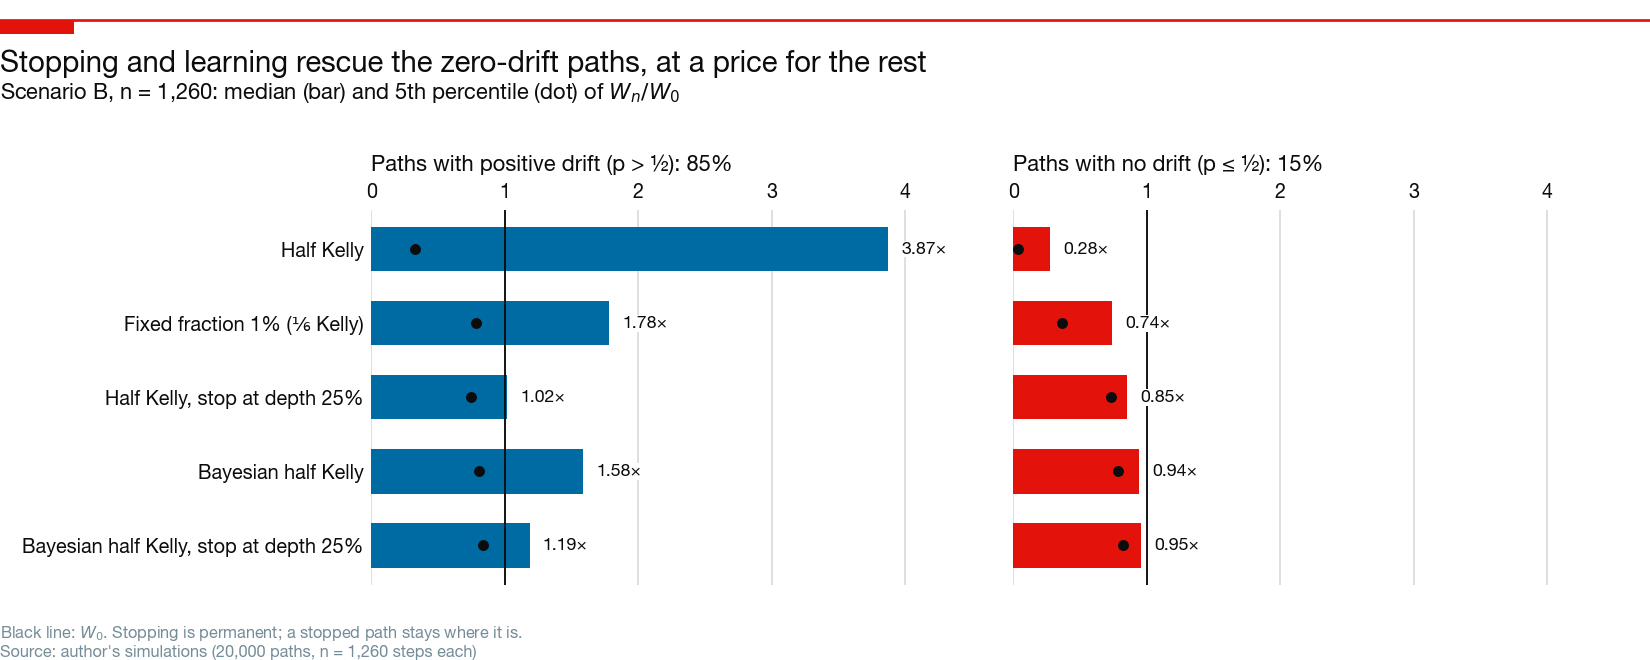 Stopping and learning rescue the zero-drift paths, at a price for the rest
Scenario B, n = 1,260: median (bar) and 5th percentile (dot) of Wₙ/W₀
Paths with positive drift (p > ½): 85%
0 1 2 3 4
Half Kelly 3.87×
Fixed fraction 1% (⅙ Kelly) 1.78×
Half Kelly, stop at depth 25% 1.02×
Bayesian half Kelly 1.58×
Bayesian half Kelly, stop at depth 25% 1.19×
Paths with no drift (p ≤ ½): 15%
0 1 2 3 4
0.28×
0.74×
0.85×
0.94×
0.95×
Black line: W₀. Stopping is permanent; a stopped path stays where it is.
Source: author's simulations (20,000 paths, n = 1,260 steps each)